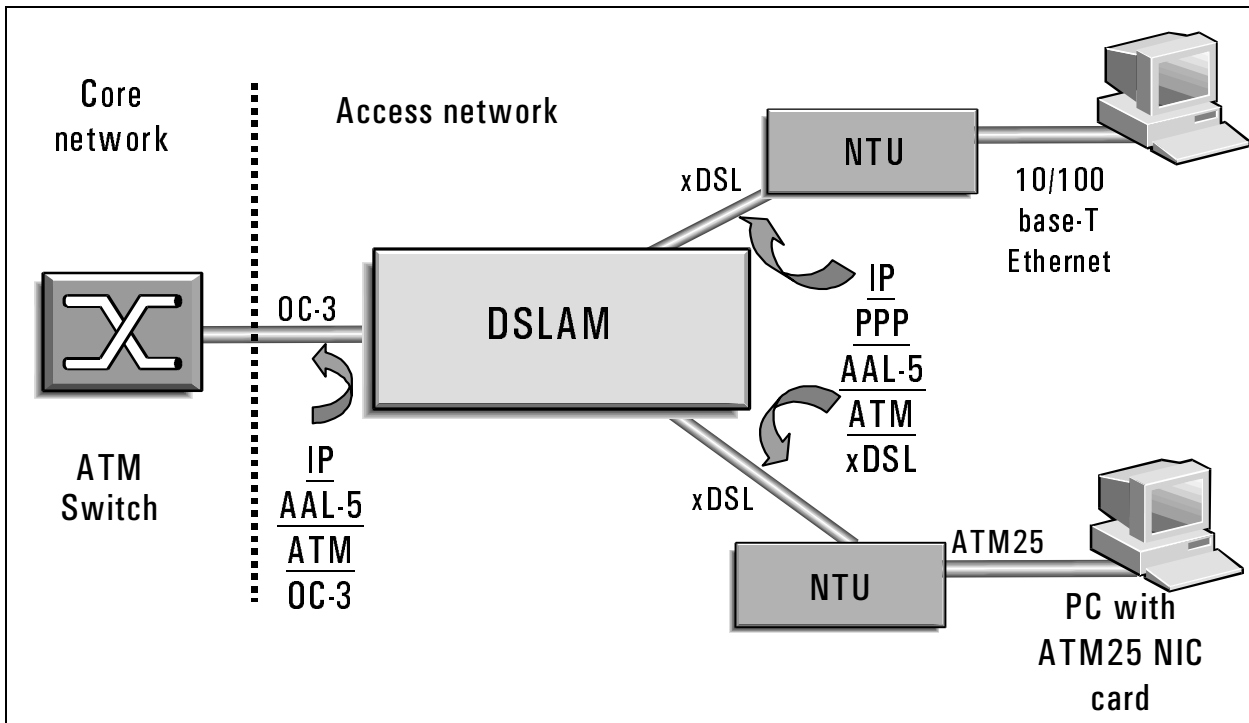 Core
network
Access network
NTU
xDSL
10/100
base-T
Ethernet
OC-3
DSLAM
IP
PPP
AAL-5
ATM
xDSL
ATM
Switch
IP
AAL-5
ATM
OC-3
xDSL
NTU
ATM25
PC with
ATM25 NIC
card